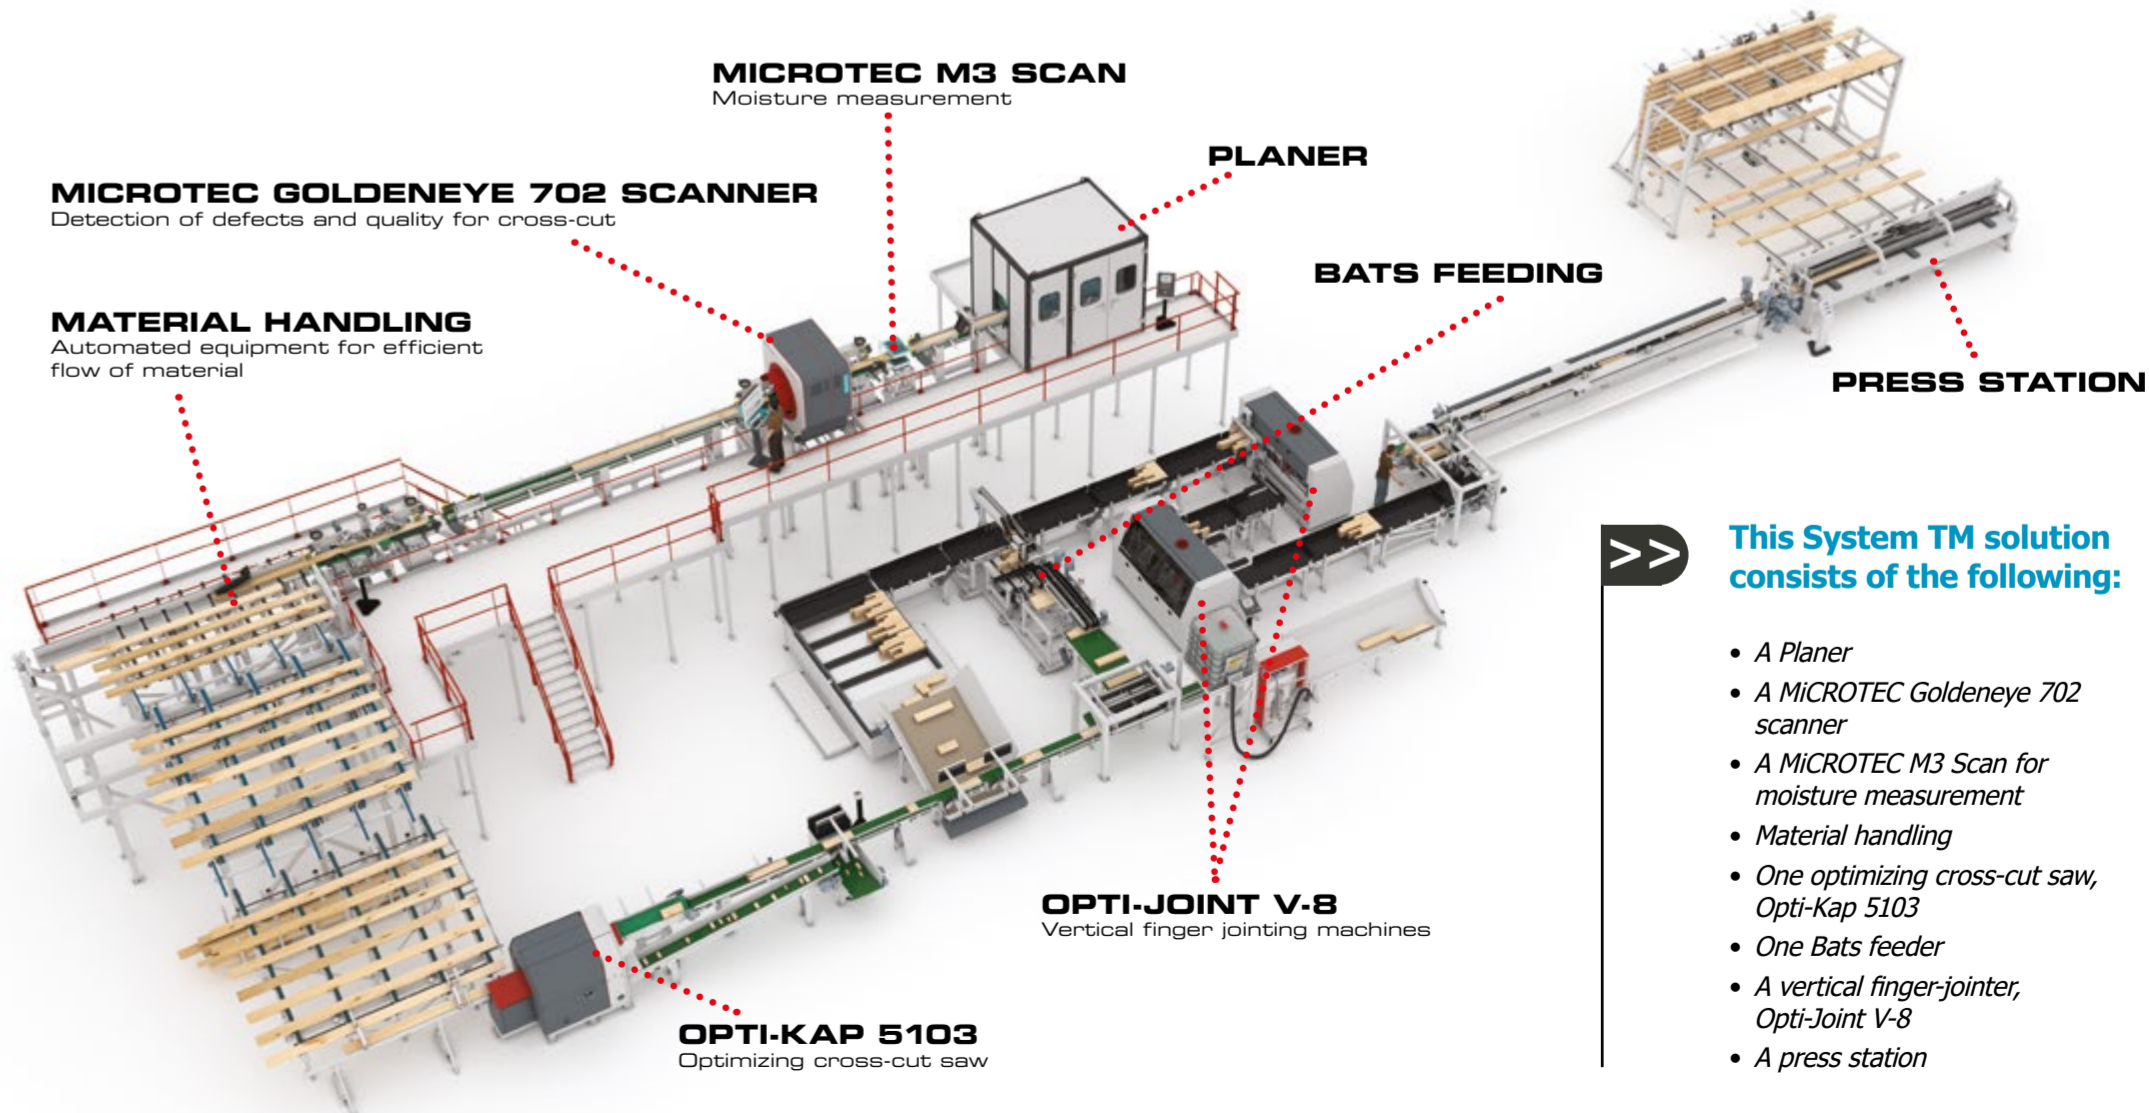 MICROTEC M3 SCAN
Moisture measurement
PLANER
MICROTEC GOLDENEYE 702 SCANNER
Detection of defects and quality for cross-cut
BATS FEEDING
MATERIAL HANDLING
Automated equipment for efficient
flow of material
PRESS STATION
OPTI-JOINT V-8
Vertical finger jointing machines
OPTI-KAP 5103
Optimizing cross-cut saw
>>
This System TM solution
consists of the following:
• A Planer
• A MiCROTEC Goldeneye 702
scanner
• A MiCROTEC M3 Scan for
moisture measurement
• Material handling
• One optimizing cross-cut saw,
Opti-Kap 5103
• One Bats feeder
• A vertical finger-jointer,
Opti-Joint V-8
• A press station